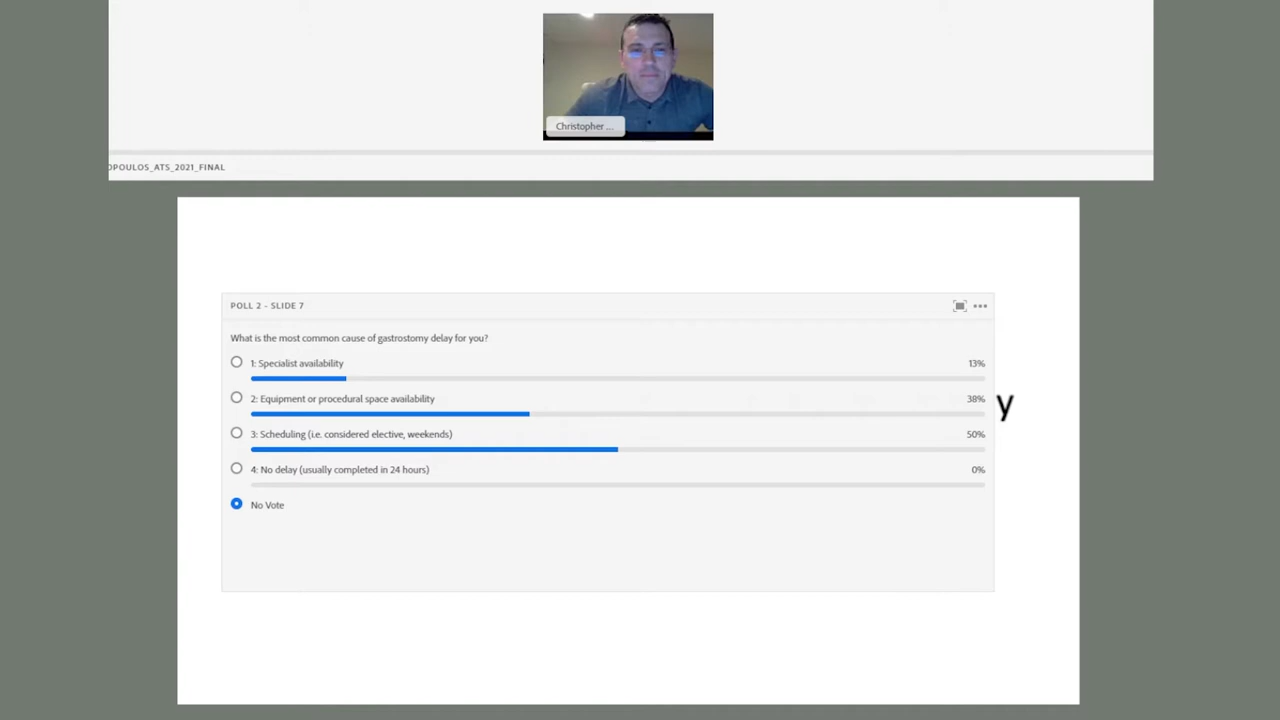 Christopher ...
OPOULOS_ATS_2021_FINAL
POLL 2 - SLIDE 7
What is the most common cause of gastrostomy delay for you?
1: Specialist availability
13%
2: Equipment or procedural space availability
38%
y
3: Scheduling (i.e. considered elective, weekends)
50%
4: No delay (usually completed in 24 hours)
0%
No Vote